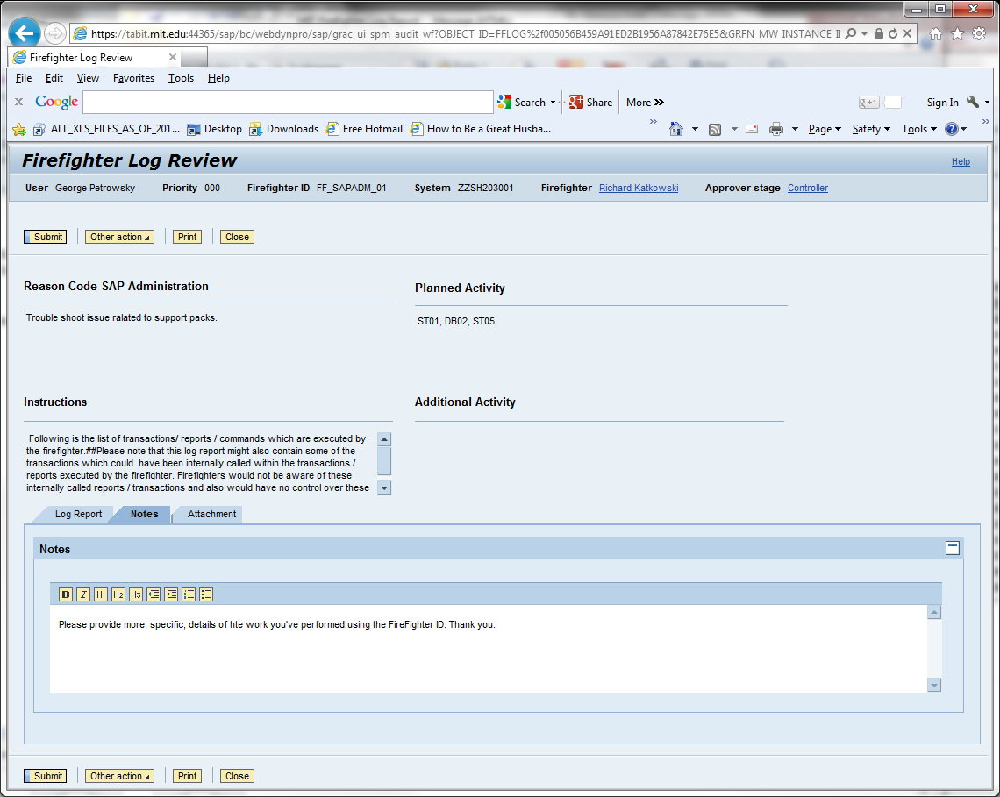 https://tabit.mit.edu:44365/sap/bc/webdynpro/sap/grac_ui_spm_audit_wf?OBJECT_ID=FFLOG%2f005056B459A91ED2B1956A87842E76E5&GRFN_MW_INSTANCE_II
Firefighter Log Review
File Edit View Favorites Tools Help
x Google Search Share More >> g+1 Sign In
ALL_XLS_FILES_AS_OF_201... Desktop Downloads Free Hotmail How to Be a Great Husba... Page Safety Tools
Firefighter Log Review Help
User George Petrowsky Priority 000 Firefighter ID FF_SAPADM_01 System ZZSH203001 Firefighter Richard Katkowski Approver stage Controller
Submit Other action Print Close
Reason Code-SAP Administration
Trouble shoot issue ralated to support packs.
Planned Activity
ST01, DB02, ST05
Instructions
Following is the list of transactions/ reports / commands which are executed by
the firefighter.##Please note that this log report might also contain some of the
transactions which could have been internally called within the transactions /
reports executed by the firefighter. Firefighters would not be aware of these
internally called reports / transactions and also would have no control over these
Additional Activity
Log Report Notes Attachment
Notes
B I H1 H2 H3
Please provide more, specific, details of hte work you've performed using the FireFighter ID. Thank you.
Submit Other action Print Close